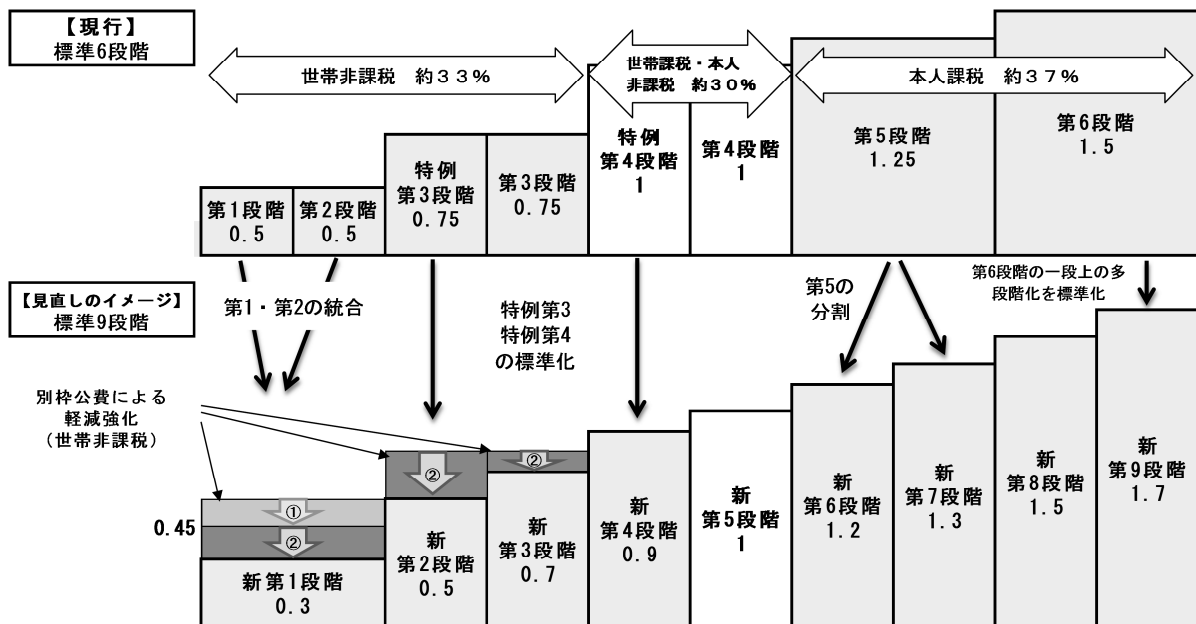 【現行】
標準6段階
世帯非課税 約33%
世帯課税・本人
非課税 約30%
本人課税 約37%
第1段階
0.5
第2段階
0.5
特例
第3段階
0.75
第3段階
0.75
特例
第4段階
1
第4段階
1
第5段階
1.25
第6段階
1.5
【見直しのイメージ】
標準9段階
第1・第2の統合
特例第3
特例第4
の標準化
第5の
分割
第6段階の一段上の多
段階化を標準化
別枠公費による
軽減強化
(世帯非課税)
0.45
①
②
新第1段階
0.3
②
新
第2段階
0.5
②
新
第3段階
0.7
新
第4段階
0.9
新
第5段階
1
新
第6段階
1.2
新
第7段階
1.3
新
第8段階
1.5
新
第9段階
1.7